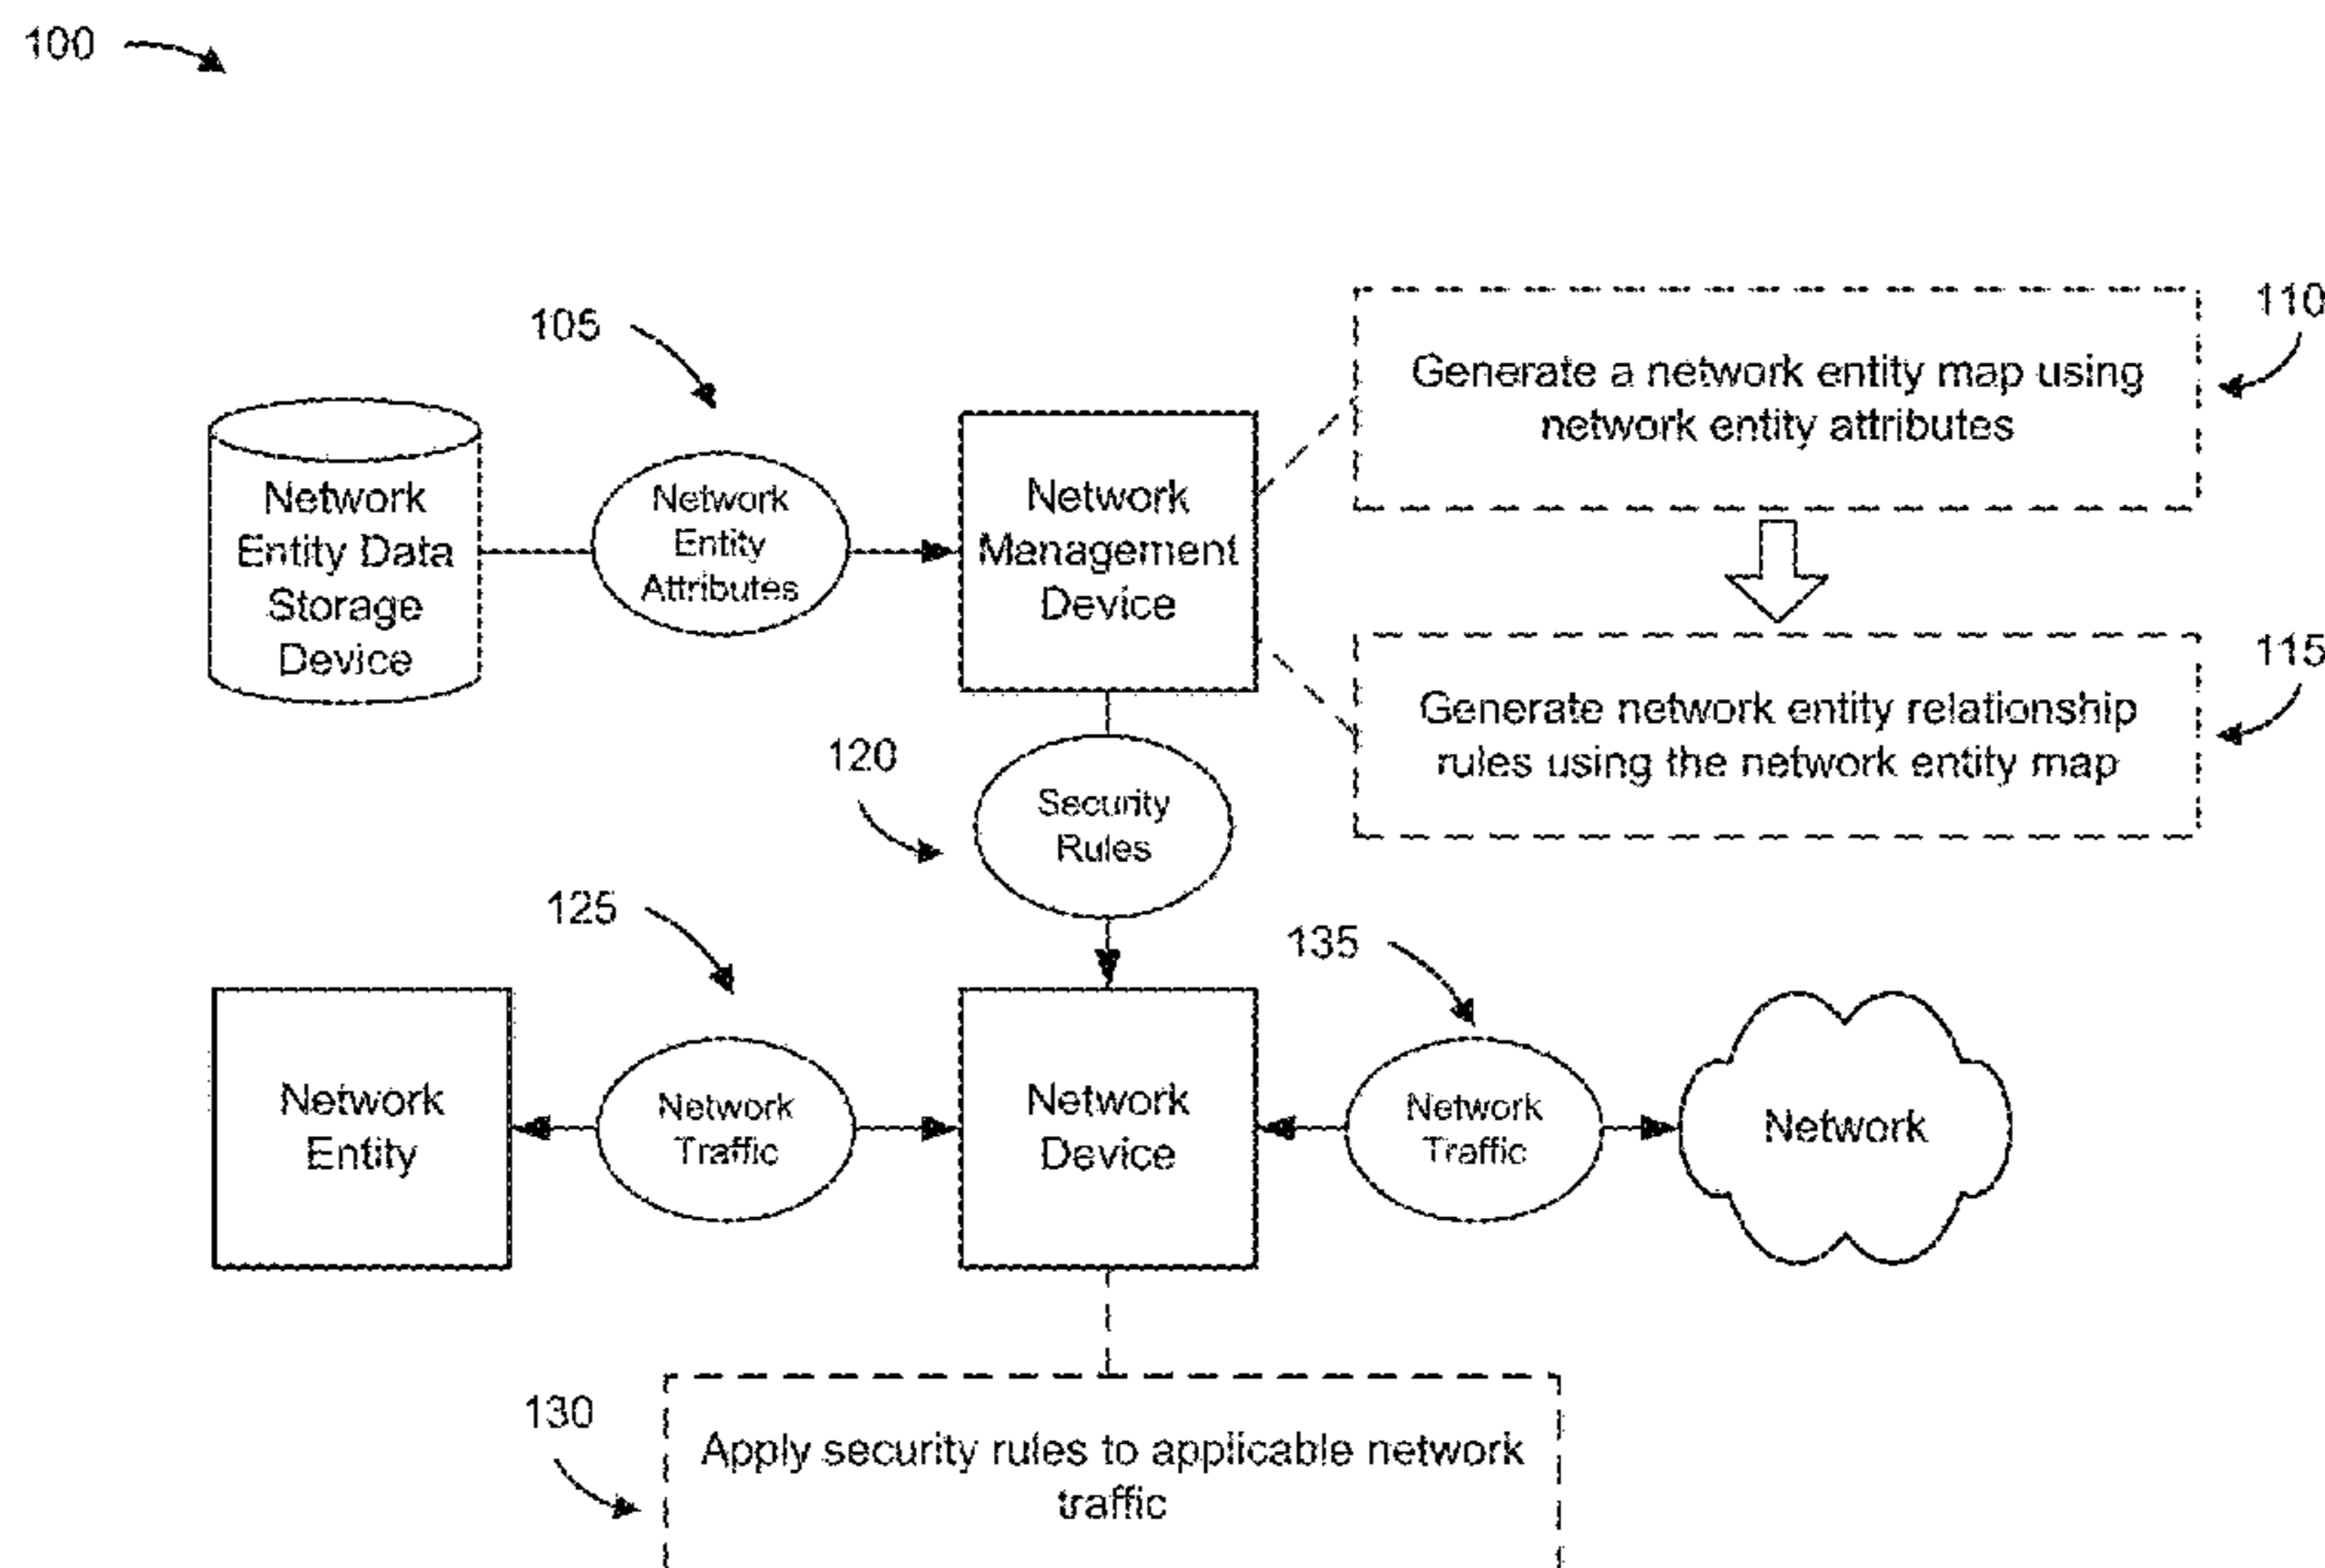 100
105
110
Generate a network entity map using
network entity attributes
Network
Entity Data
Storage
Device
Network
Entity
Attributes
Network
Management
Device
115
Generate network entity relationship
rules using the network entity map
120
Security
Rules
125
135
Network
Entity
Network
Traffic
Network
Device
Network
Traffic
Network
130
Apply security rules to applicable network
traffic